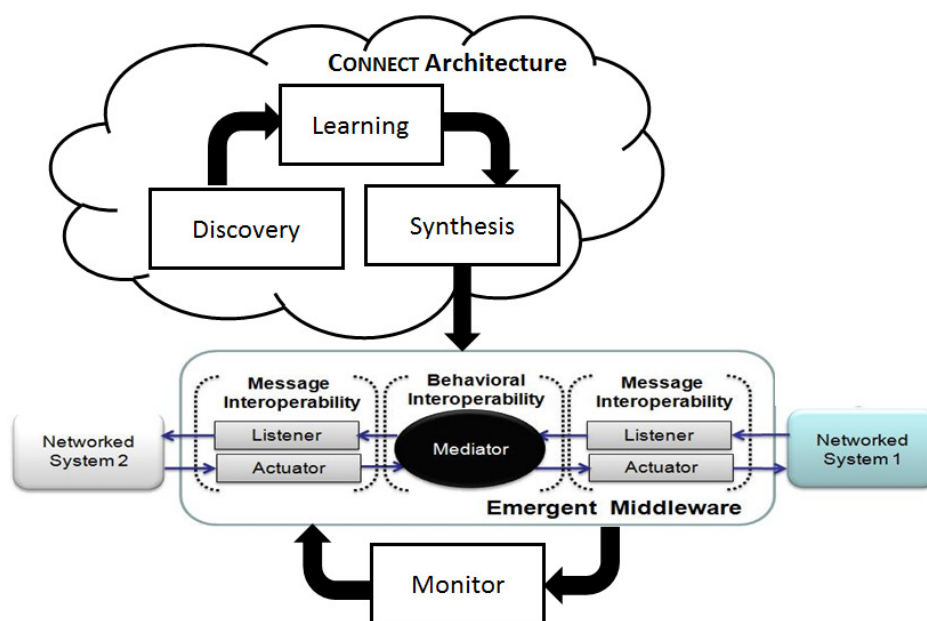 CONNECT Architecture
Learning
Discovery
Synthesis
Message
Interoperability
Behavioral
Interoperability
Message
Interoperability
Networked
System 2
Listener
Actuator
Mediator
Listener
Actuator
Networked
System 1
Emergent Middleware
Monitor